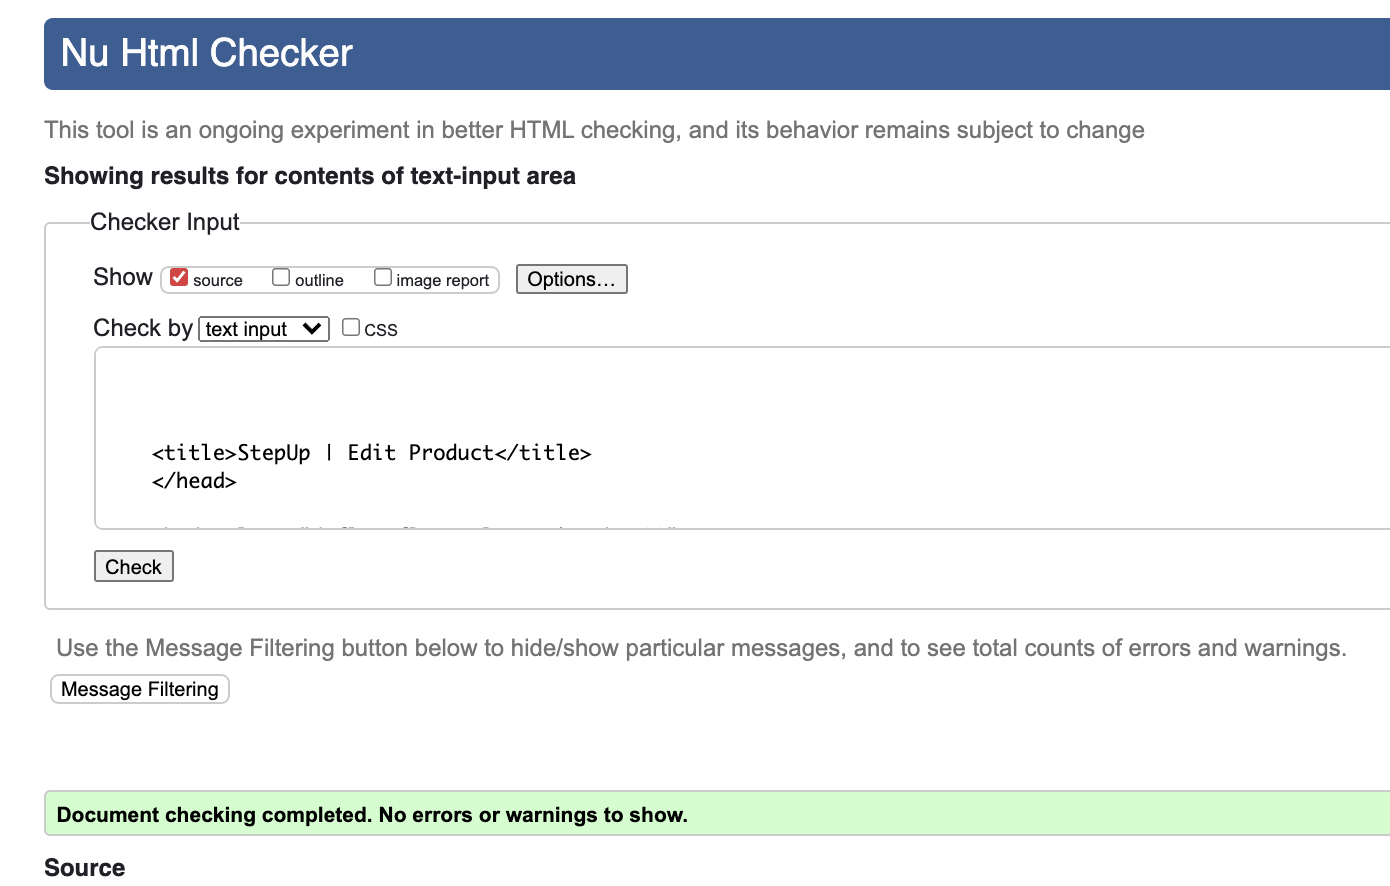 Nu Html Checker
This tool is an ongoing experiment in better HTML checking, and its behavior remains subject to change
Showing results for contents of text-input area
Checker Input
Show source outline image report Options...
Check by text input CSS
<title>StepUp | Edit Product</title>
</head>
Check
Use the Message Filtering button below to hide/show particular messages, and to see total counts of errors and warnings.
Message Filtering
Document checking completed. No errors or warnings to show.
Source